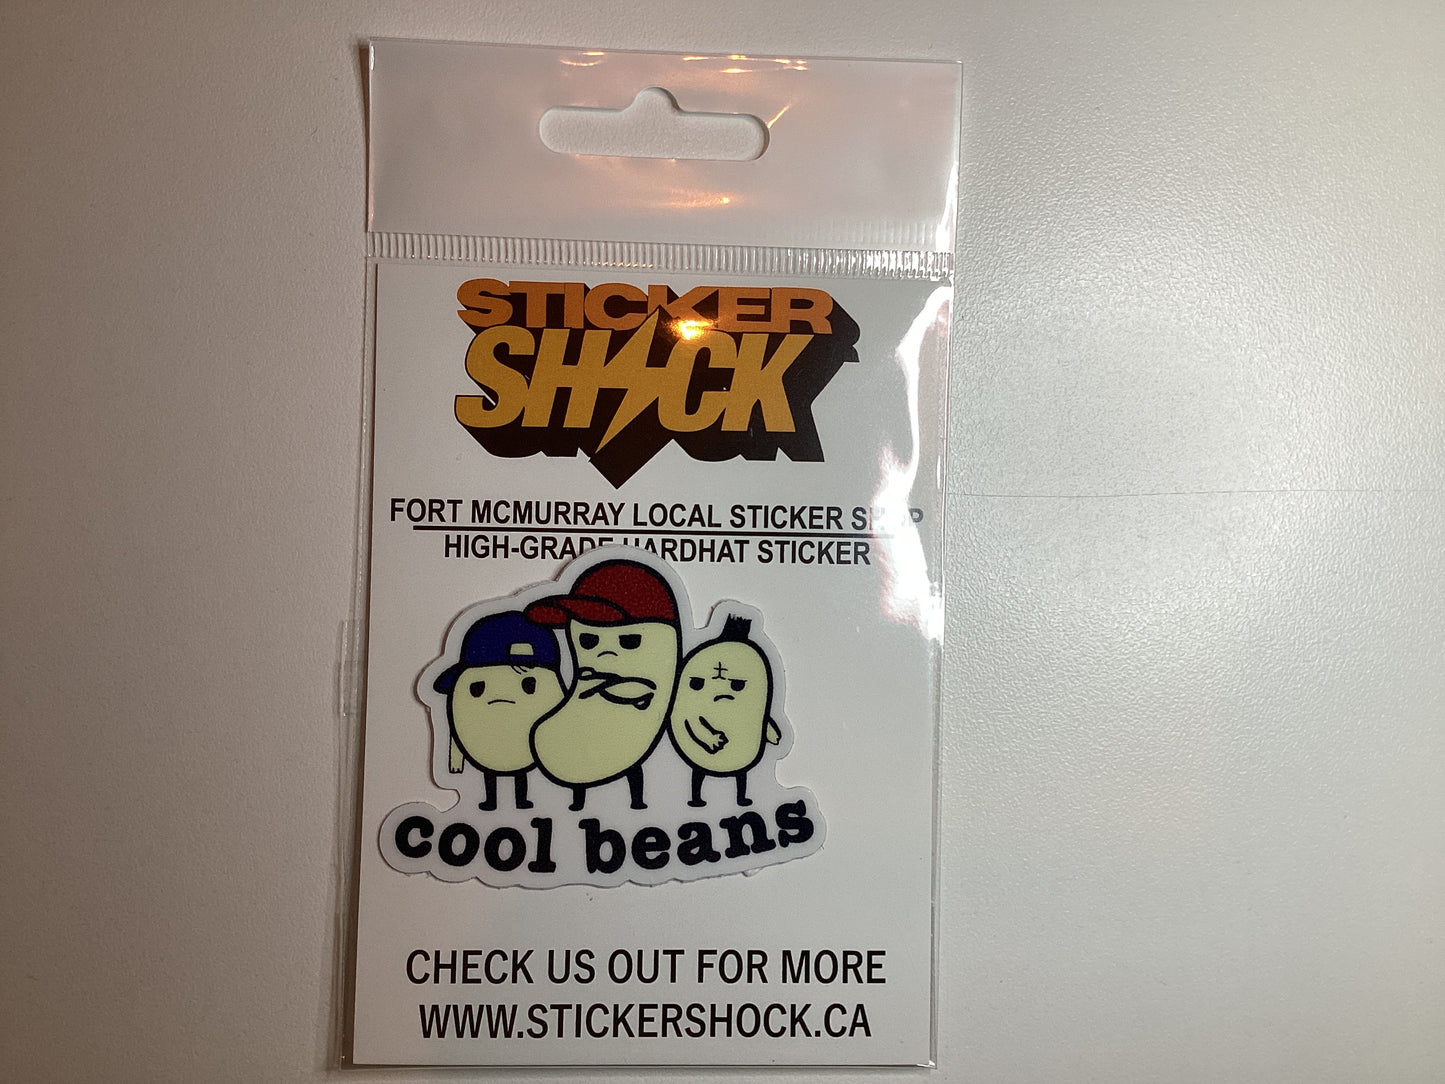 STICKER
SHOCK
FORT MCMURRAY LOCAL STICKER SHOP
HIGH-GRADE HARDHAT STICKER
cool beans
CHECK US OUT FOR MORE
WWW.STICKERSHOCK.CA